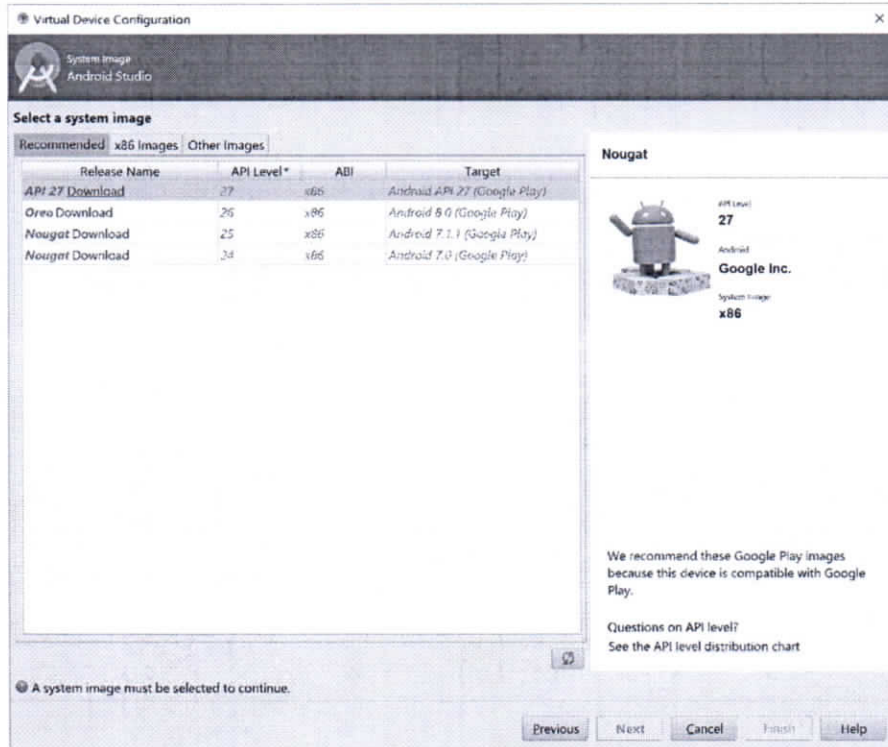 Virtual Device Configuration
System Image
Android Studio
Select a system image
Recommended x86 Images Other Images
Release Name API Level ABI Target
API 27 Download 27 x86 Android API 27 (Google Play)
Oreo Download 26 x86 Android 8.0 (Google Play)
Nougat Download 25 x86 Android 7.1.1 (Google Play)
Nougat Download 24 x86 Android 7.0 (Google Play)
Nougat
API Level
27
Android
Google Inc.
System Image
x86
We recommend these Google Play images
because this device is compatible with Google
Play.
Questions on API level?
See the API level distribution chart
A system image must be selected to continue.
Previous Next Cancel Finish Help